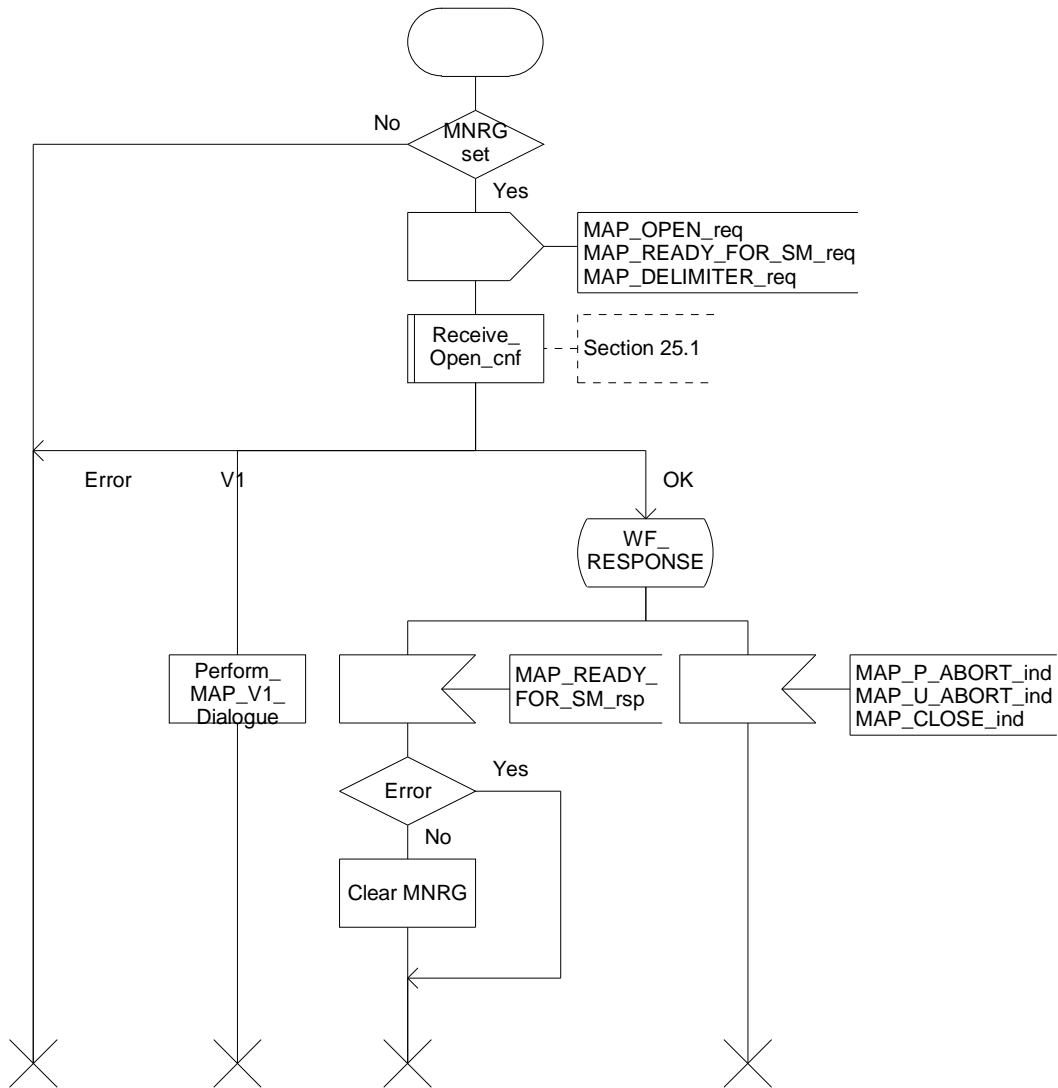 No
MNRG
set
Yes
MAP_OPEN_req
MAP_READY_FOR_SM_req
MAP_DELIMITER_req
Receive_
Open_cnf
Section 25.1
Error
V1
OK
WF_
RESPONSE
Perform_
MAP_V1_
Dialogue
MAP_READY_
FOR_SM_rsp
MAP_P_ABORT_ind
MAP_U_ABORT_ind
MAP_CLOSE_ind
Yes
Error
No
Clear MNRG